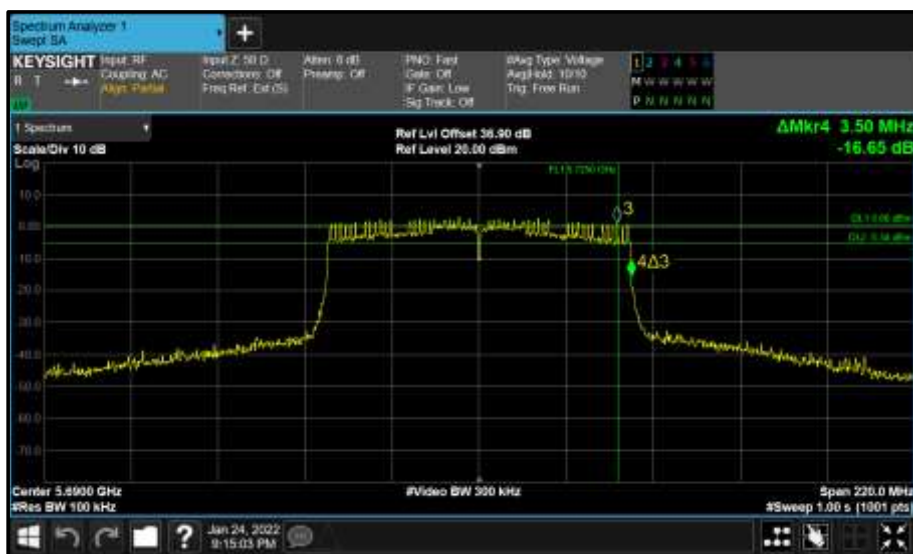 Spectrum Analyzer 1
Swept SA
KEYSIGHT
R T
Input: RF
Coupling: AC
Align: Partial
Input Z: 50 Ω
Corrections: Off
Freq Ref: Ext (S)
Atten: 6 dB
Preamp: Off
PNO: Fast
Gate: Off
IF Gain: Low
Sig Track: Off
#Avg Type: Voltage
Avg|Hold: 10/10
Trig: Free Run
1 2 3 4 5 6
M W W W W W
P N N N N N
1 Spectrum
Scale/Div 10 dB
Ref Lvl Offset 36.90 dB
Ref Level 20.00 dBm
ΔMkr4 3.50 MHz
-16.65 dB
Log
10.0
0.00
-10.0
-20.0
-30.0
-40.0
-50.0
-60.0
-70.0
3
4Δ3
Center 5.6900 GHz
#Res BW 100 kHz
#Video BW 300 kHz
Span 220.0 MHz
#Sweep 1.00 s (1001 pts)
?
Jan 24, 2022
9:15:03 PM